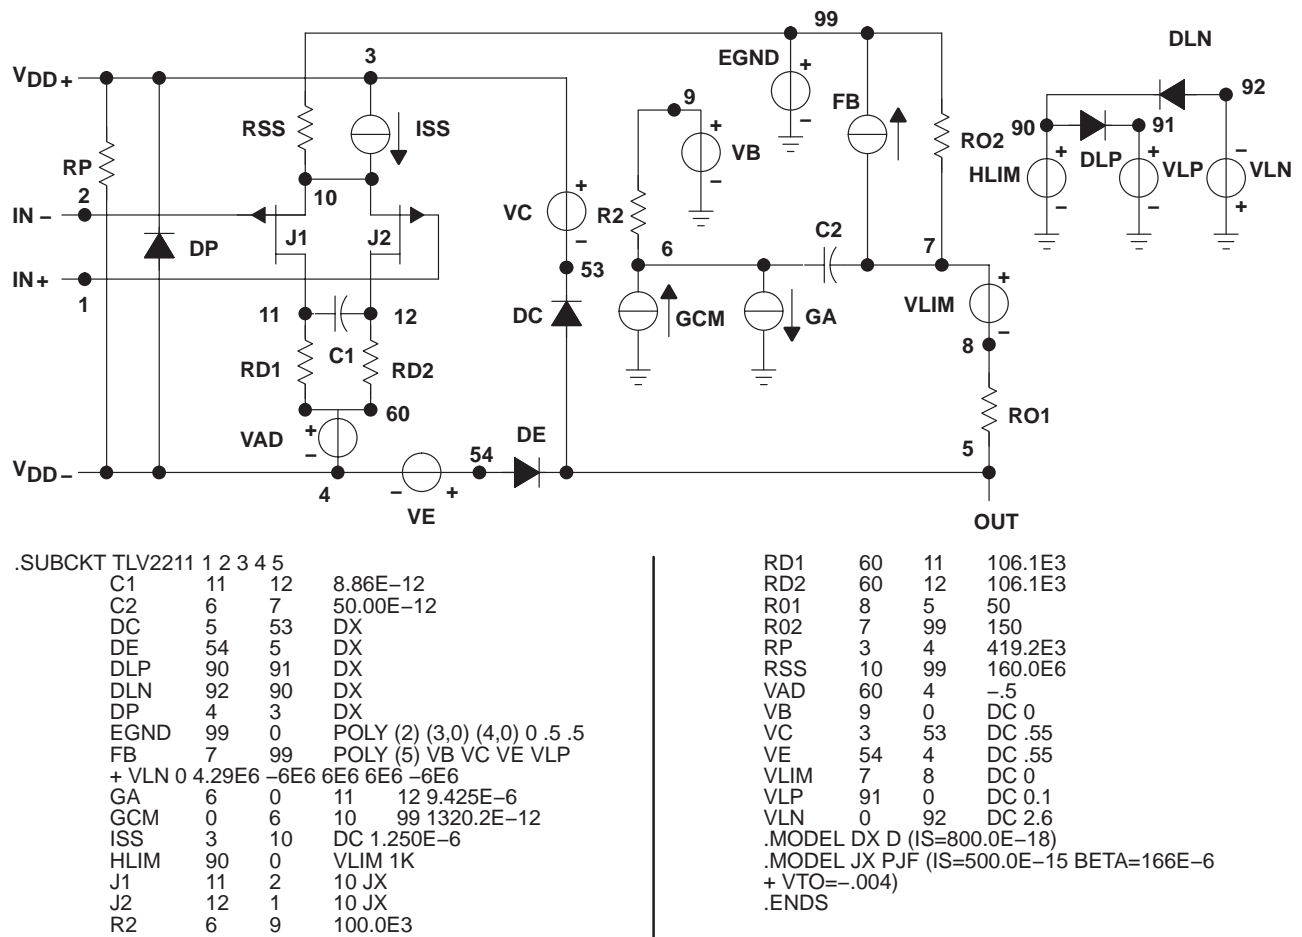 99
DLN
3
EGND
+
VDD+
92
9
FB
+
–
RSS
ISS
RO2
90
91
VB
RP
DLP
+
+
–
–
HLIM
VLP
VLN
10
2
–
–
+
IN –
+
VC
R2
C2
J1
J2
–
6
7
DP
IN+
53
+
1
VLIM
11
12
DC
GCM
GA
–
8
C1
RD1
RD2
60
RO1
+
VAD
DE
–
54
5
VDD–
4
–
+
VE
OUT
.SUBCKT TLV2211 1 2 3 4 5
C1 11 12 8.86E–12
C2 6 7 50.00E–12
DC 5 53 DX
DE 54 5 DX
DLP 90 91 DX
DLN 92 90 DX
DP 4 3 DX
EGND 99 0 POLY (2) (3,0) (4,0) 0 .5 .5
FB 7 99 POLY (5) VB VC VE VLP
+ VLN 0 4.29E6 –6E6 6E6 6E6 –6E6
GA 6 0 11 12 9.425E–6
GCM 0 6 10 99 1320.2E–12
ISS 3 10 DC 1.250E–6
HLIM 90 0 VLIM 1K
J1 11 2 10 JX
J2 12 1 10 JX
R2 6 9 100.0E3
RD1 60 11 106.1E3
RD2 60 12 106.1E3
R01 8 5 50
R02 7 99 150
RP 3 4 419.2E3
RSS 10 99 160.0E6
VAD 60 4 –.5
VB 9 0 DC 0
VC 3 53 DC .55
VE 54 4 DC .55
VLIM 7 8 DC 0
VLP 91 0 DC 0.1
VLN 0 92 DC 2.6
.MODEL DX D (IS=800.0E–18)
.MODEL JX PJF (IS=500.0E–15 BETA=166E–6
+ VTO=–.004)
.ENDS